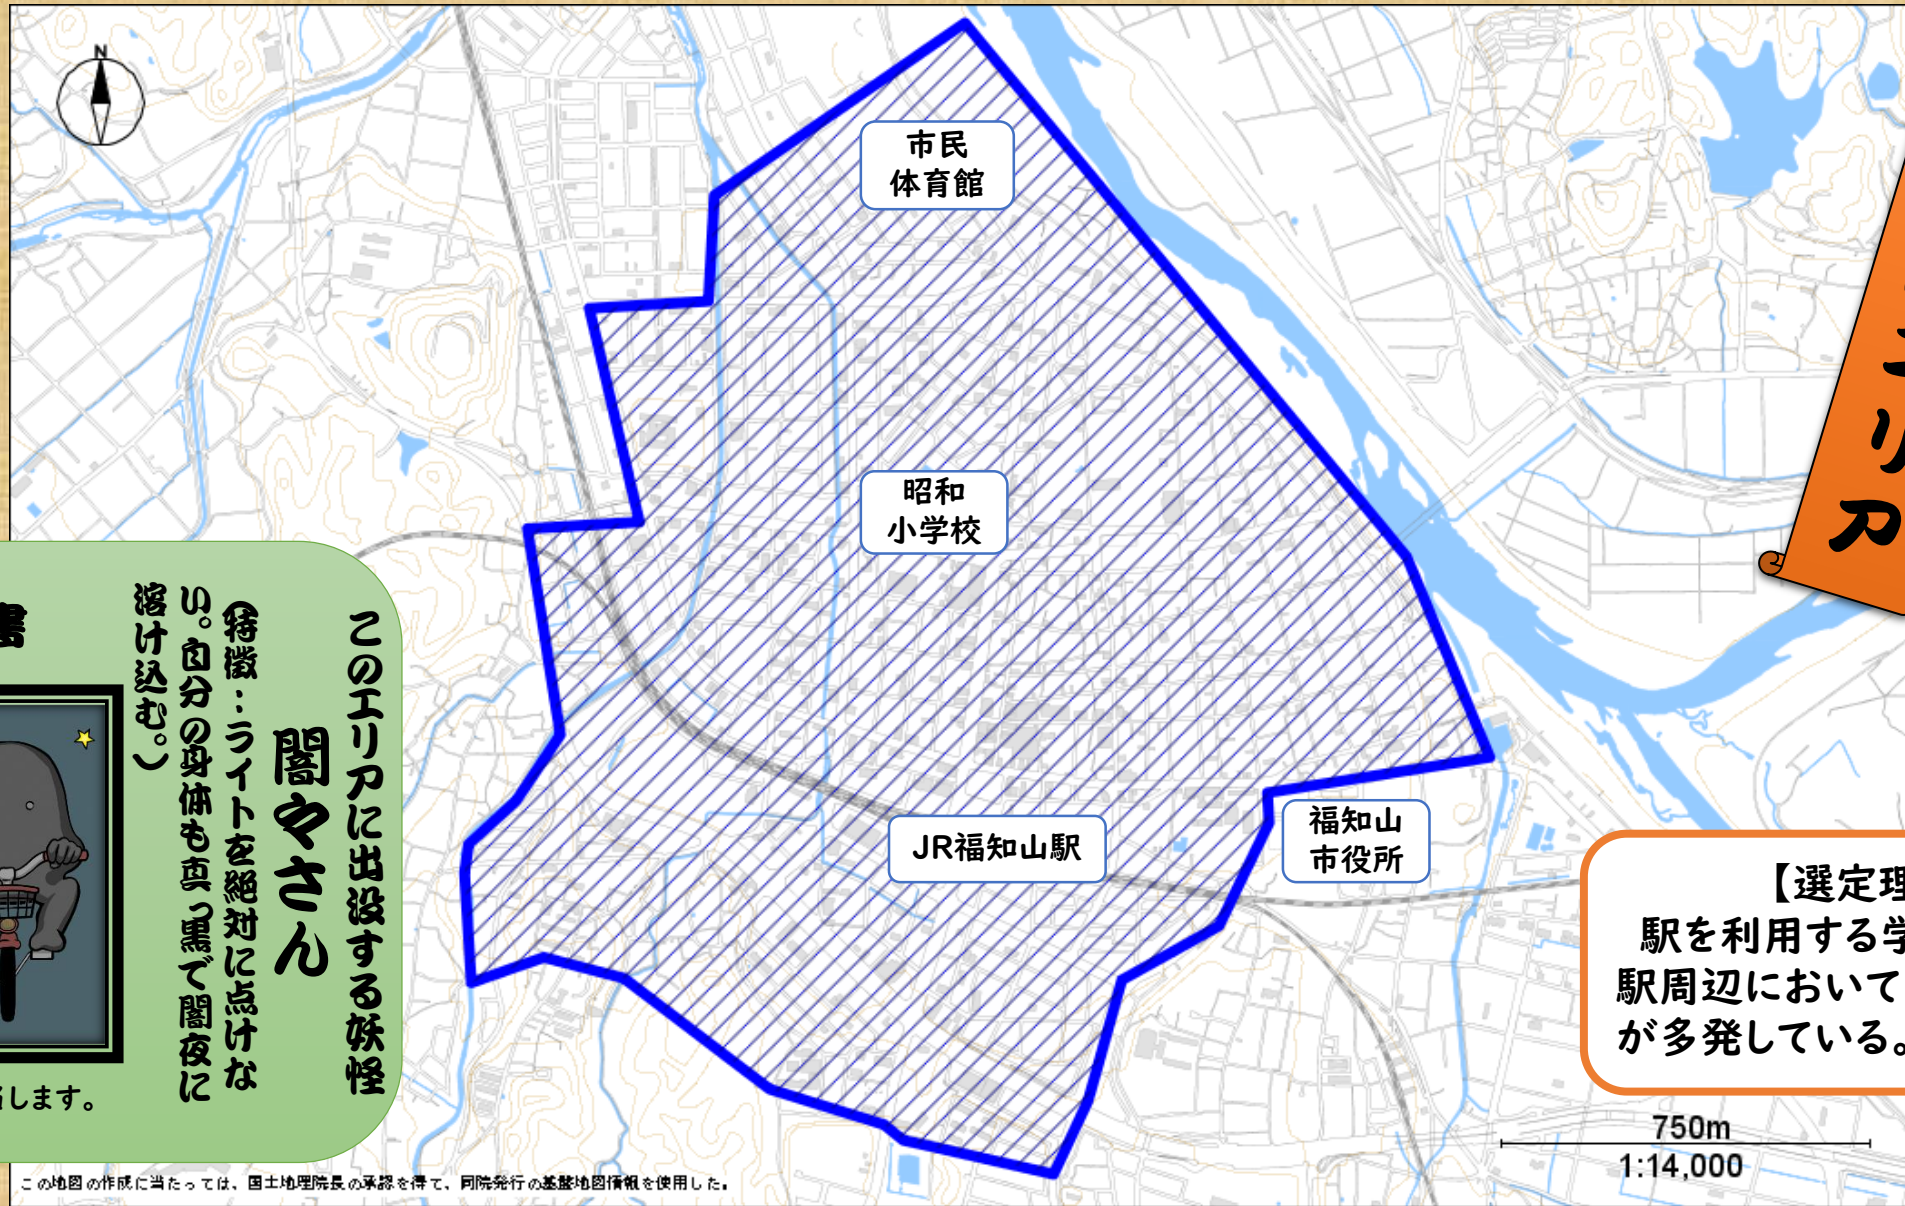 N
市民
体育館
昭和
小学校
JR福知山駅
福知山
市役所
エリア
このエリアに出没する妖怪
闇やさん
(特徴:ライトを絶対に点けな
い。自分の身体も真っ黒で闇夜に
溶け込む。)
書
します。
【選定理
駅を利用する学
駅周辺において
が多発している。
750m
1:14,000
この地図の作成に当たっては、国土地理院長の承認を得て、同院発行の基盤地図情報を使用した。